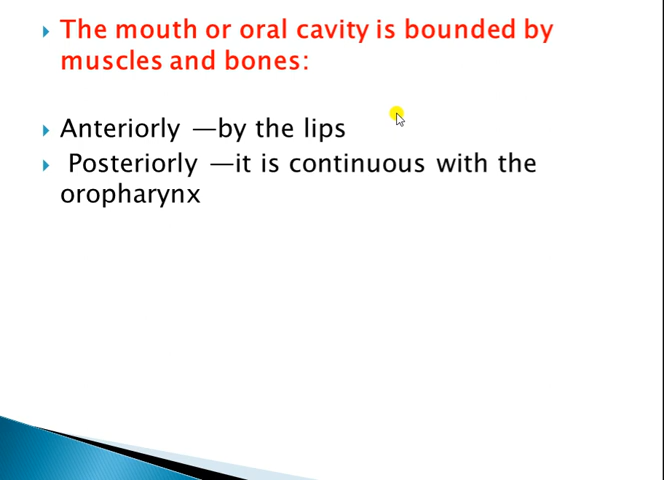 The mouth or oral cavity is bounded by
muscles and bones:
Anteriorly —by the lips
Posteriorly —it is continuous with the
oropharynx